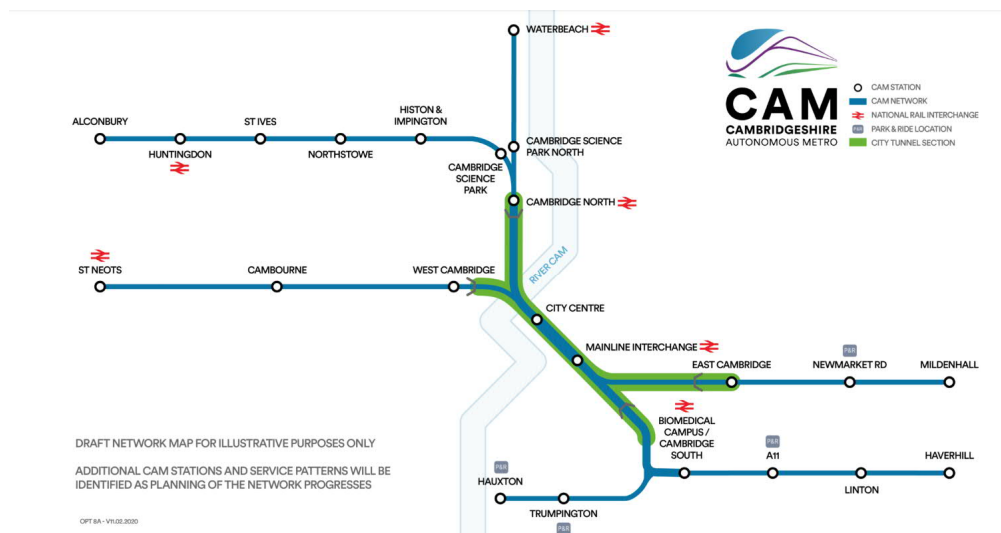 WATERBEACH
CAM
CAMBRIDGESHIRE
AUTONOMOUS METRO
CAM STATION
CAM NETWORK
NATIONAL RAIL INTERCHANGE
P&R PARK & RIDE LOCATION
CITY TUNNEL SECTION
ALCONBURY
HUNTINGDON
ST IVES
NORTHSTOWE
HISTON &
IMPINGTON
CAMBRIDGE
SCIENCE
PARK
CAMBRIDGE SCIENCE
PARK NORTH
CAMBRIDGE NORTH
RIVER CAM
ST NEOTS
CAMBOURNE
WEST CAMBRIDGE
CITY CENTRE
MAINLINE INTERCHANGE
EAST CAMBRIDGE
P&R
NEWMARKET RD
MILDENHALL
BIOMEDICAL
CAMPUS /
CAMBRIDGE
SOUTH
P&R
A11
LINTON
HAVERHILL
P&R
HAUXTON
TRUMPINGTON
P&R
DRAFT NETWORK MAP FOR ILLUSTRATIVE PURPOSES ONLY
ADDITIONAL CAM STATIONS AND SERVICE PATTERNS WILL BE
IDENTIFIED AS PLANNING OF THE NETWORK PROGRESSES
OPT 8A - V11.02.2020